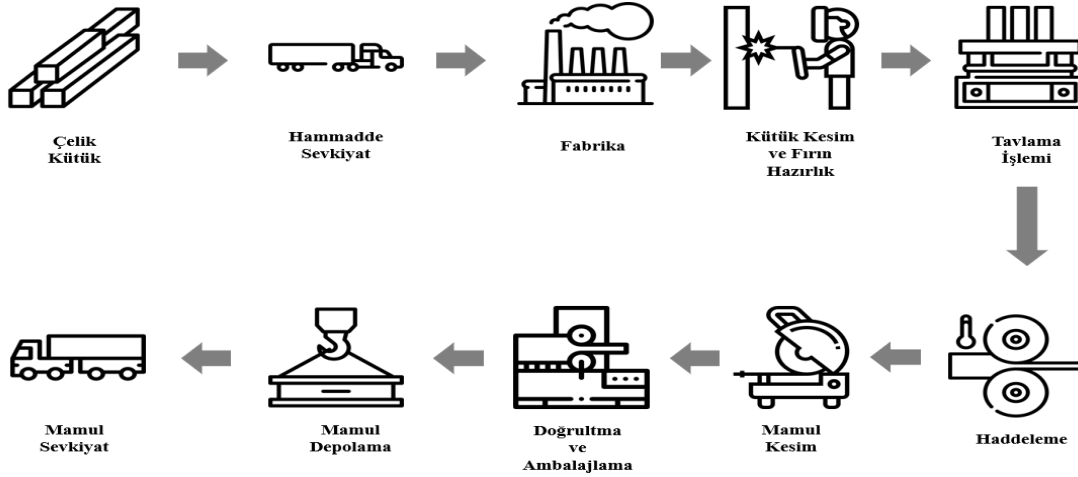 Çelik
Kütük
Hammadde
Sevkiyat
Fabrika
Kütük Kesim
ve Fırın
Hazırlık
Tavlama
İşlemi
Mamul
Sevkiyat
Mamul
Depolama
Doğrultma
ve
Ambalajlama
Mamul
Kesim
Haddeleme